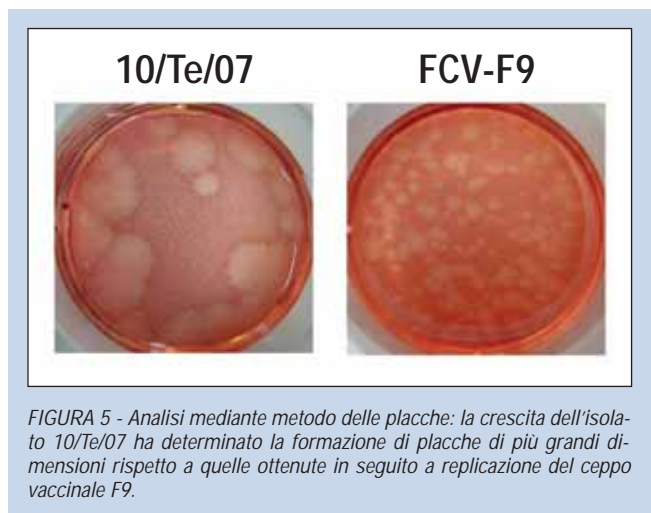 10/Te/07 FCV-F9
FIGURA 5 - Analisi mediante metodo delle placche: la crescita dell'isola-
to 10/Te/07 ha determinato la formazione di placche di più grandi di-
mensioni rispetto a quelle ottenute in seguito a replicazione del ceppo
vaccinale F9.